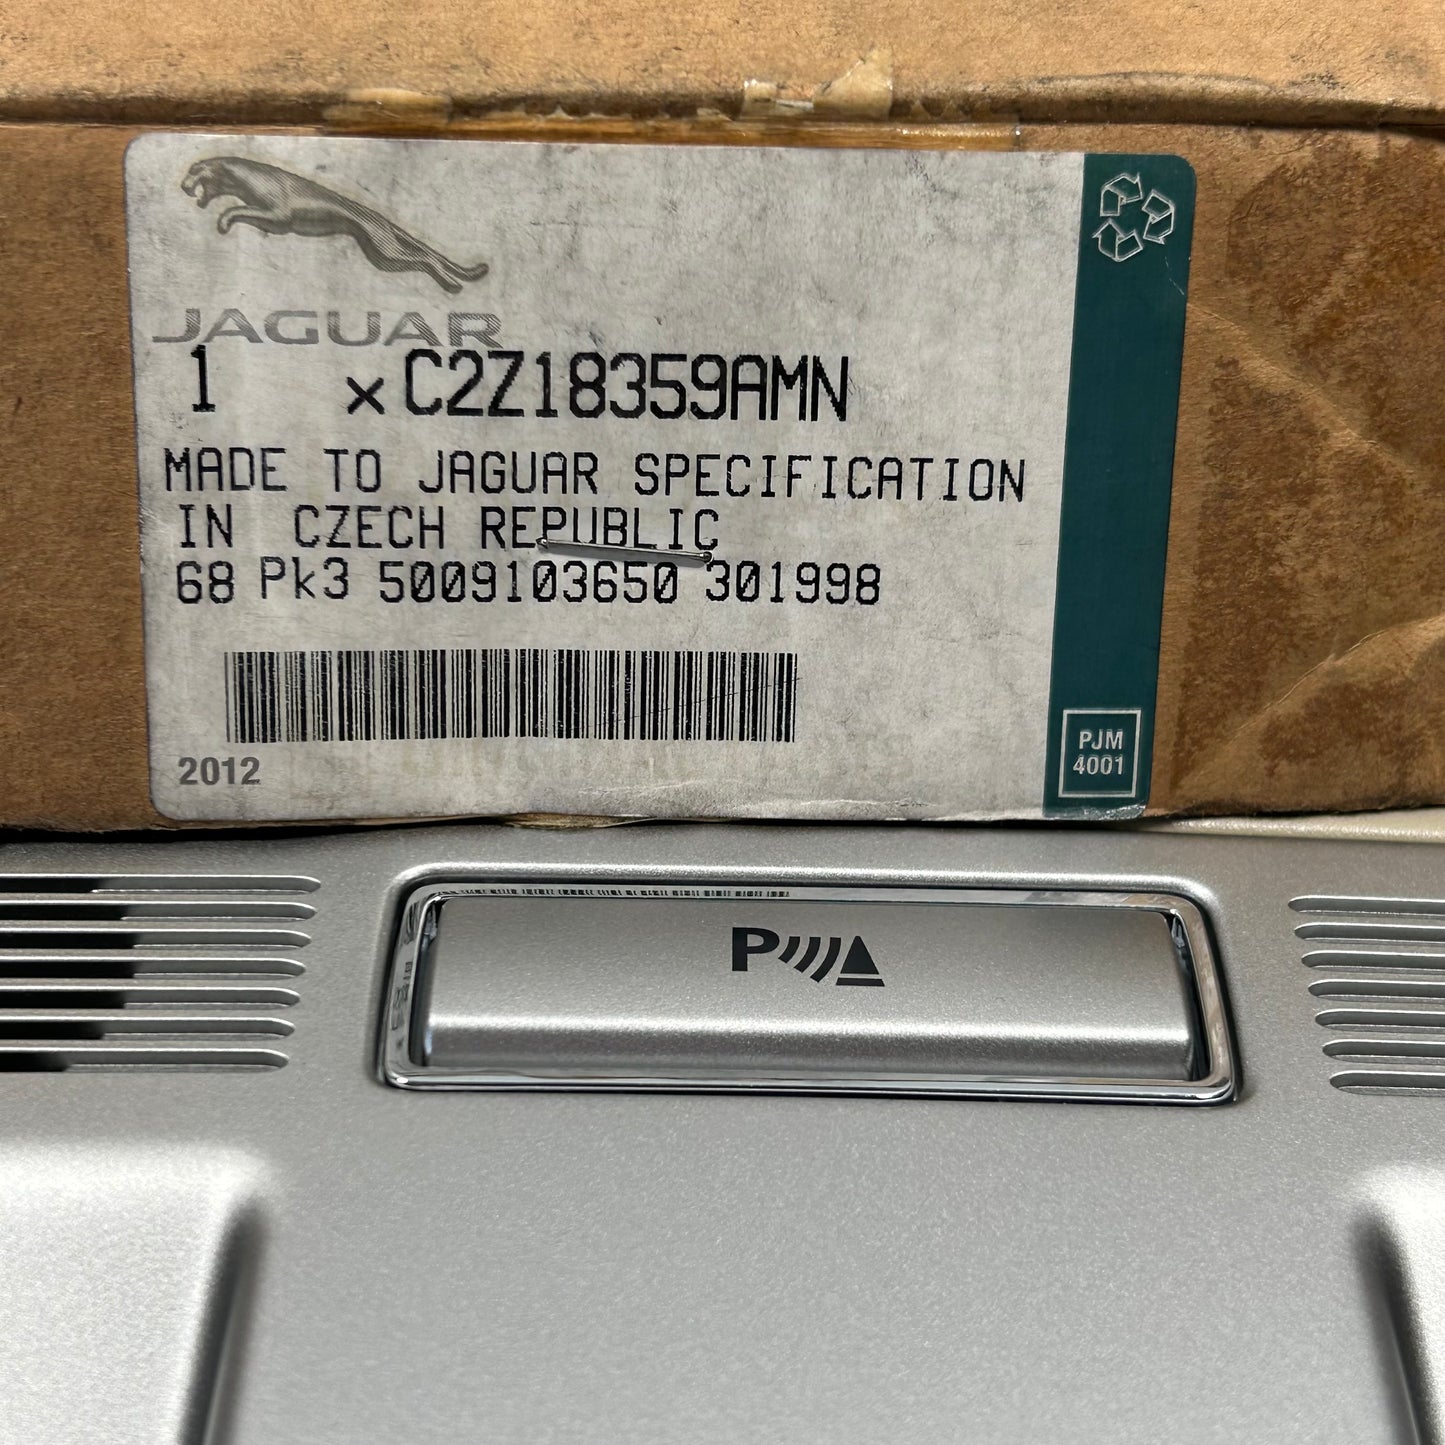 JAGUAR
1 x C2Z18359AMN
MADE TO JAGUAR SPECIFICATION
IN CZECH REPUBLIC
68 Pk3 5009103650 301998
2012
PJM
4001
P